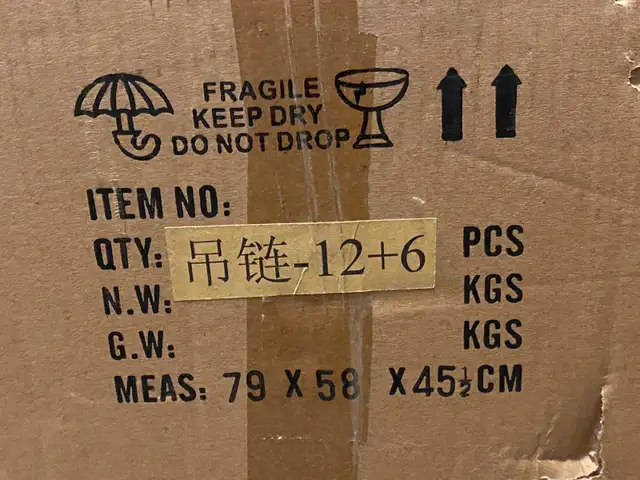 FRAGILE
KEEP DRY
DO NOT DROP
ITEM NO:
QTY: 吊链-12+6 PCS
N.W: KGS
G.W: KGS
MEAS: 79 X 58 X 45½ CM